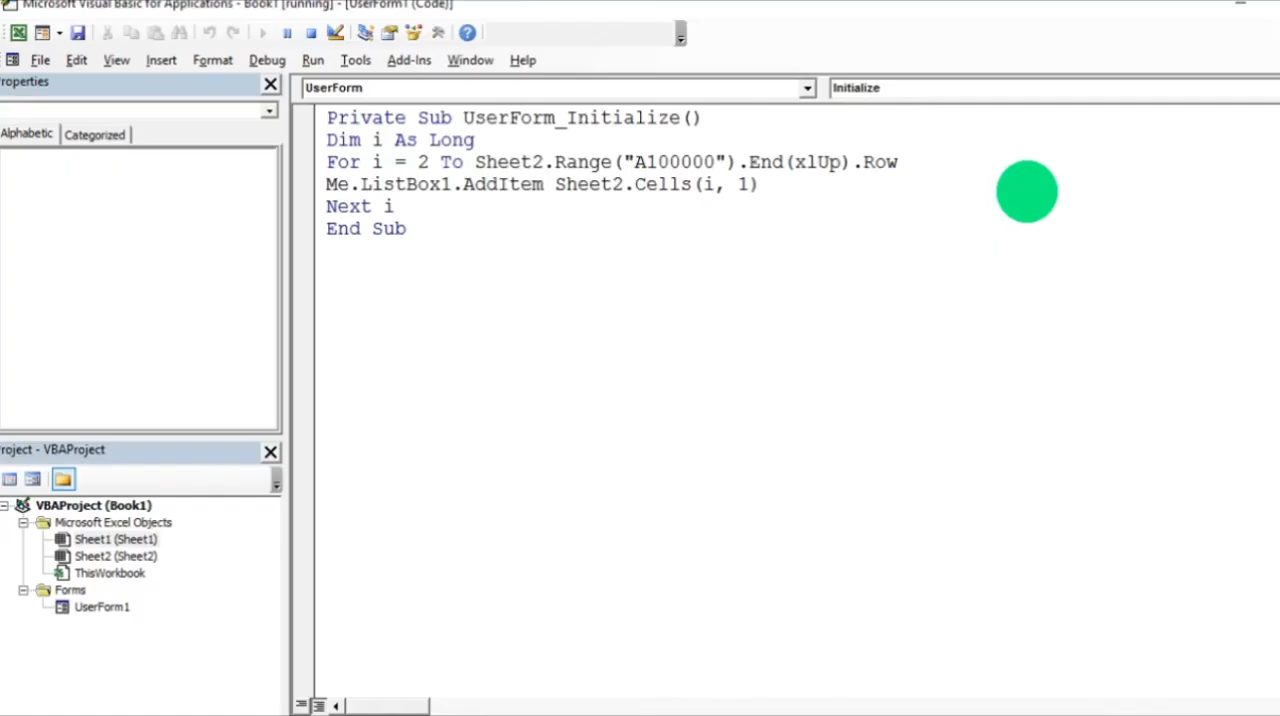 Microsoft Visual Basic for Applications - Book1 [running] - [UserForm1 (Code)]
File Edit View Insert Format Debug Run Tools Add-Ins Window Help
roperties
Alphabetic Categorized
UserForm Initialize
Private Sub UserForm_Initialize()
Dim i As Long
For i = 2 To Sheet2.Range("A100000").End(xlUp).Row
Me.ListBox1.AddItem Sheet2.Cells(i, 1)
Next i
End Sub
roject - VBAProject
VBAProject (Book1)
Microsoft Excel Objects
Sheet1 (Sheet1)
Sheet2 (Sheet2)
ThisWorkbook
Forms
UserForm1